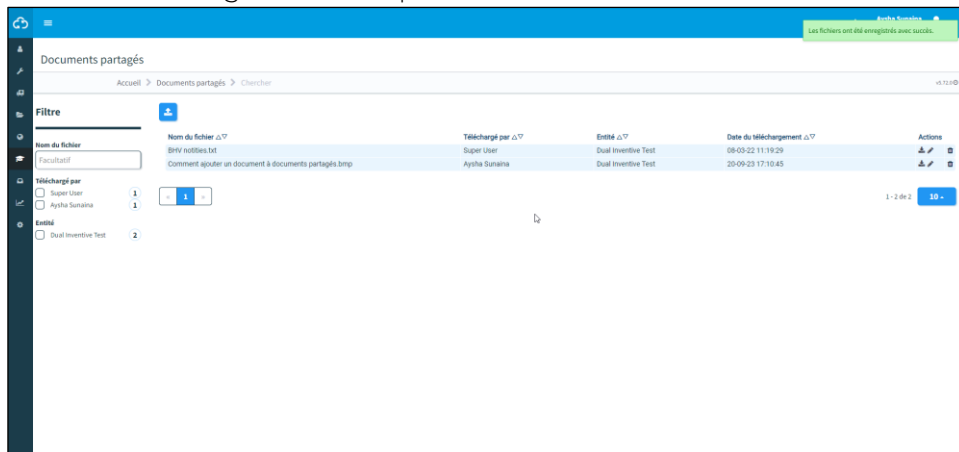 Aysha Sunaina
Les fichiers ont été enregistrés avec succès.
Documents partagés
Accueil > Documents partagés > Chercher
v5.72.0
Filtre
Nom du fichier
Facultatif
Téléchargé par
Super User 1
Aysha Sunaina 1
Entité
Dual Inventive Test 2
Nom du fichier Téléchargé par Entité Date du téléchargement Actions
BHV notities.txt Super User Dual Inventive Test 08-03-22 11:19:29
Comment ajouter un document à documents partagés.bmp Aysha Sunaina Dual Inventive Test 20-09-23 17:10:45
« 1 »
1 - 2 de 2 10